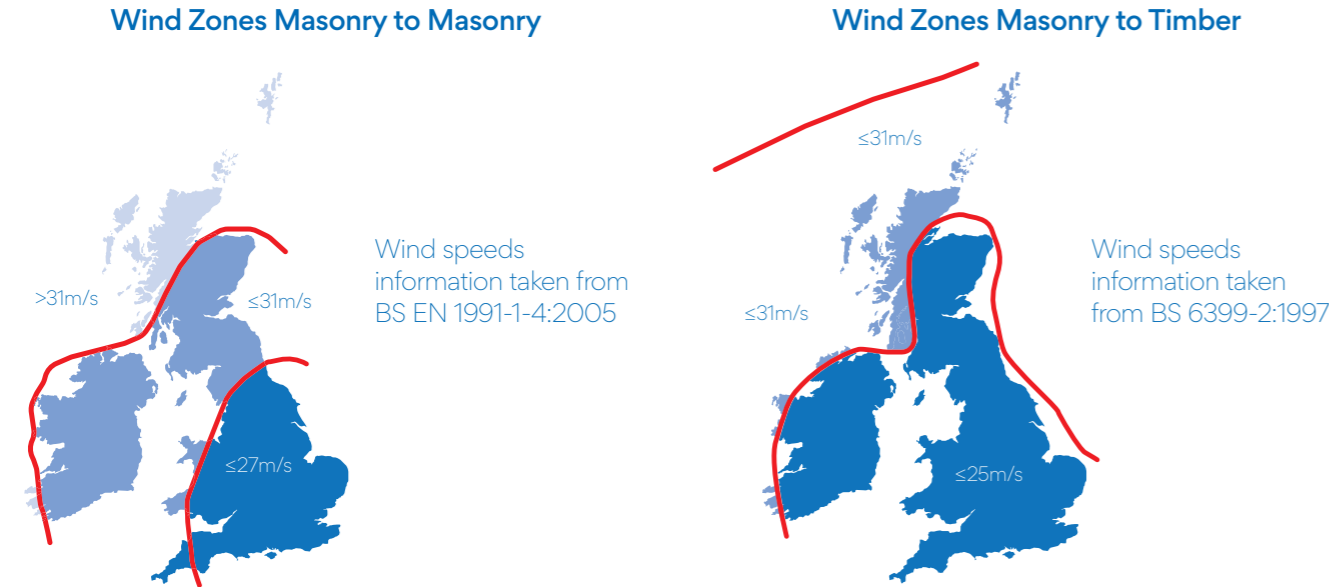 Wind Zones Masonry to Masonry
>31m/s
≤31m/s
≤27m/s
Wind speeds
information taken from
BS EN 1991-1-4:2005
Wind Zones Masonry to Timber
≤31m/s
≤31m/s
≤25m/s
Wind speeds
information taken
from BS 6399-2:1997